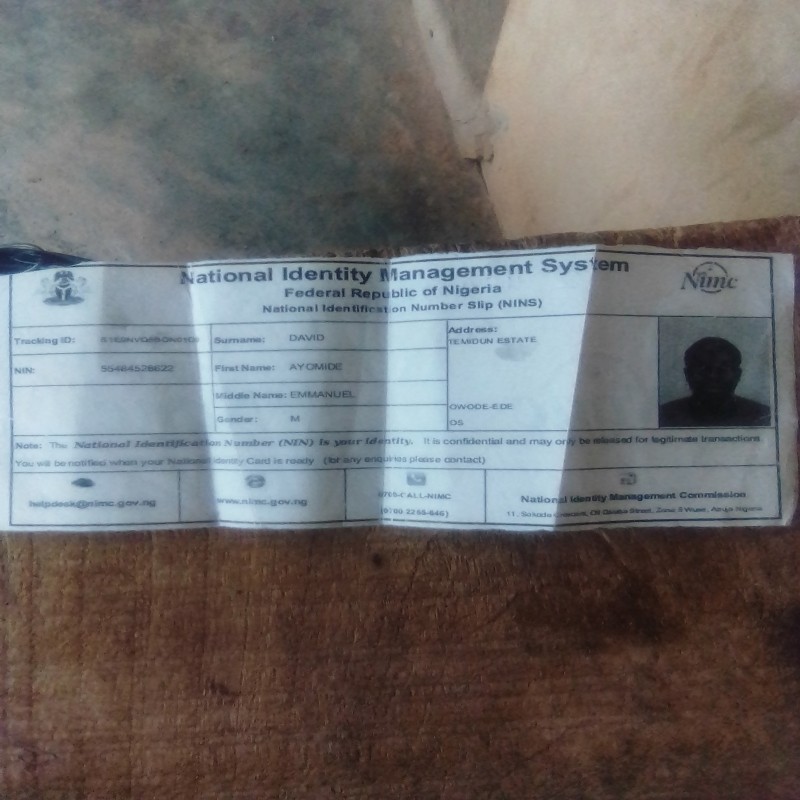 National Identity Management System
Federal Republic of Nigeria
National Identification Number Slip (NINS)
Nimc
Tracking ID:
Surname: DAVID
Address:
TEMIDUN ESTATE
NIN:
First Name: AYOMIDE
Middle Name: EMMANUEL
OWODE-EDE
Gender: M
OS
Note: The National Identification Number (NIN) is your identity. It is confidential and may only be released for legitimate transactions
You will be notified when your National Identity Card is ready (for any enquiries please contact)
helpdesk@nimc.gov.ng
www.nimc.gov.ng
0700-CALL-NIMC
(0700 2255-646)
National Identity Management Commission
11, Sokode Crescent, Off Dalaba Street, Zone 5 Wuse, Abuja Nigeria